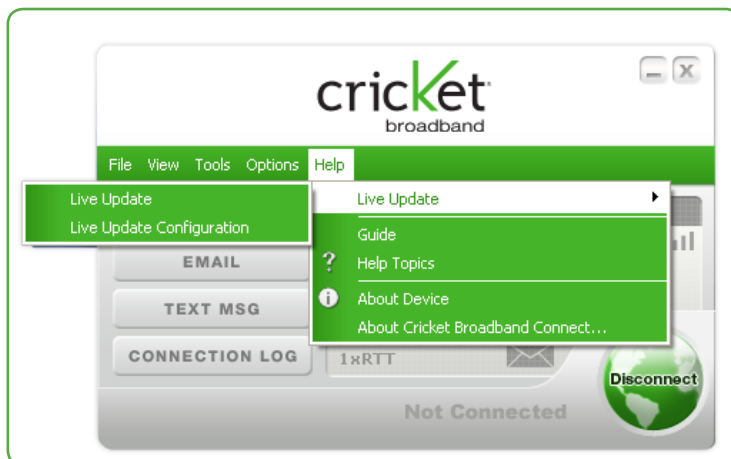 cricket
broadband
File View Tools Options Help
Live Update
Live Update Configuration
Live Update
Guide
? Help Topics
i About Device
About Cricket Broadband Connect...
EMAIL
TEXT MSG
CONNECTION LOG
1xRTT
Disconnect
Not Connected